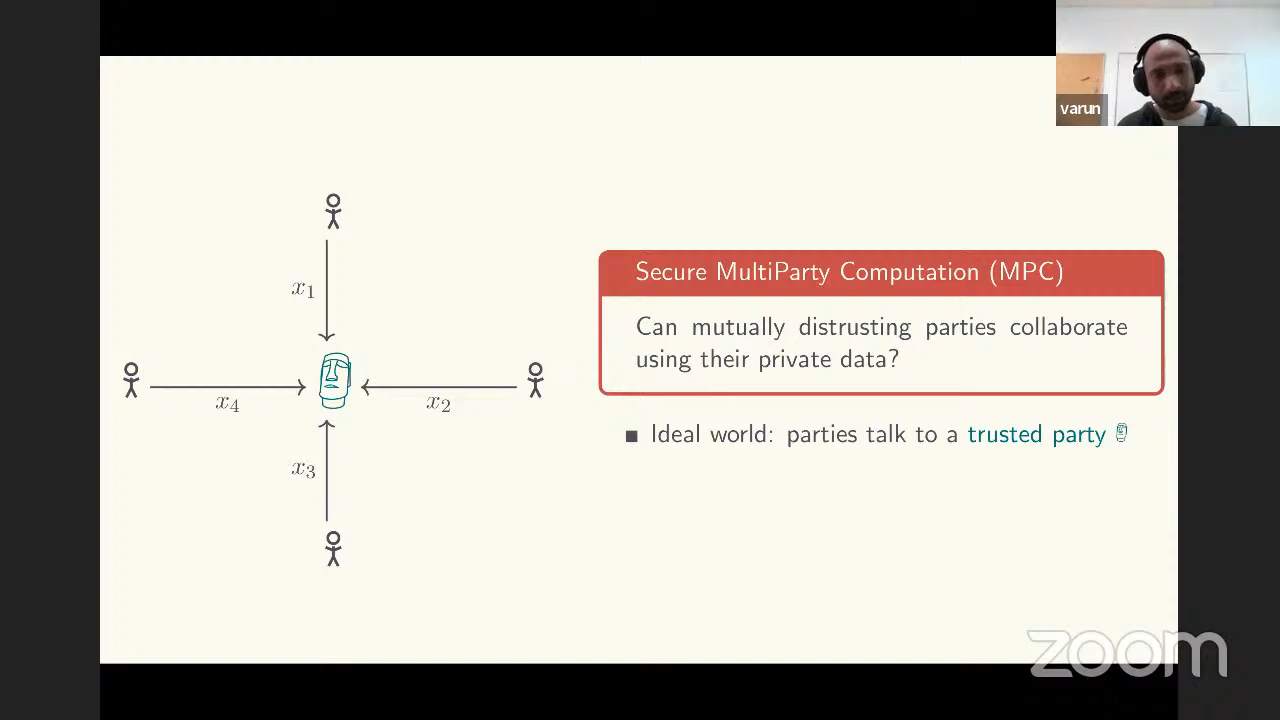 varun
x₁
x₄
x₂
x₃
Secure MultiParty Computation (MPC)
Can mutually distrusting parties collaborate
using their private data?
Ideal world: parties talk to a trusted party
zoom